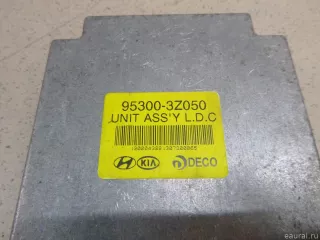 95300-3Z050
UNIT ASS'Y L.D.C
KIA DECO
eaural.ru